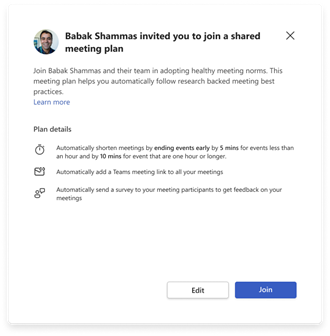 Babak Shammas invited you to join a shared
meeting plan
Join Babak Shammas and their team in adopting healthy meeting norms. This
meeting plan helps you automatically follow research backed meeting best
practices.
Learn more
Plan details
Automatically shorten meetings by ending events early by 5 mins for events less than
an hour and by 10 mins for event that are one hour or longer.
Automatically add a Teams meeting link to all your meetings
Automatically send a survey to your meeting participants to get feedback on your
meetings
Edit
Join